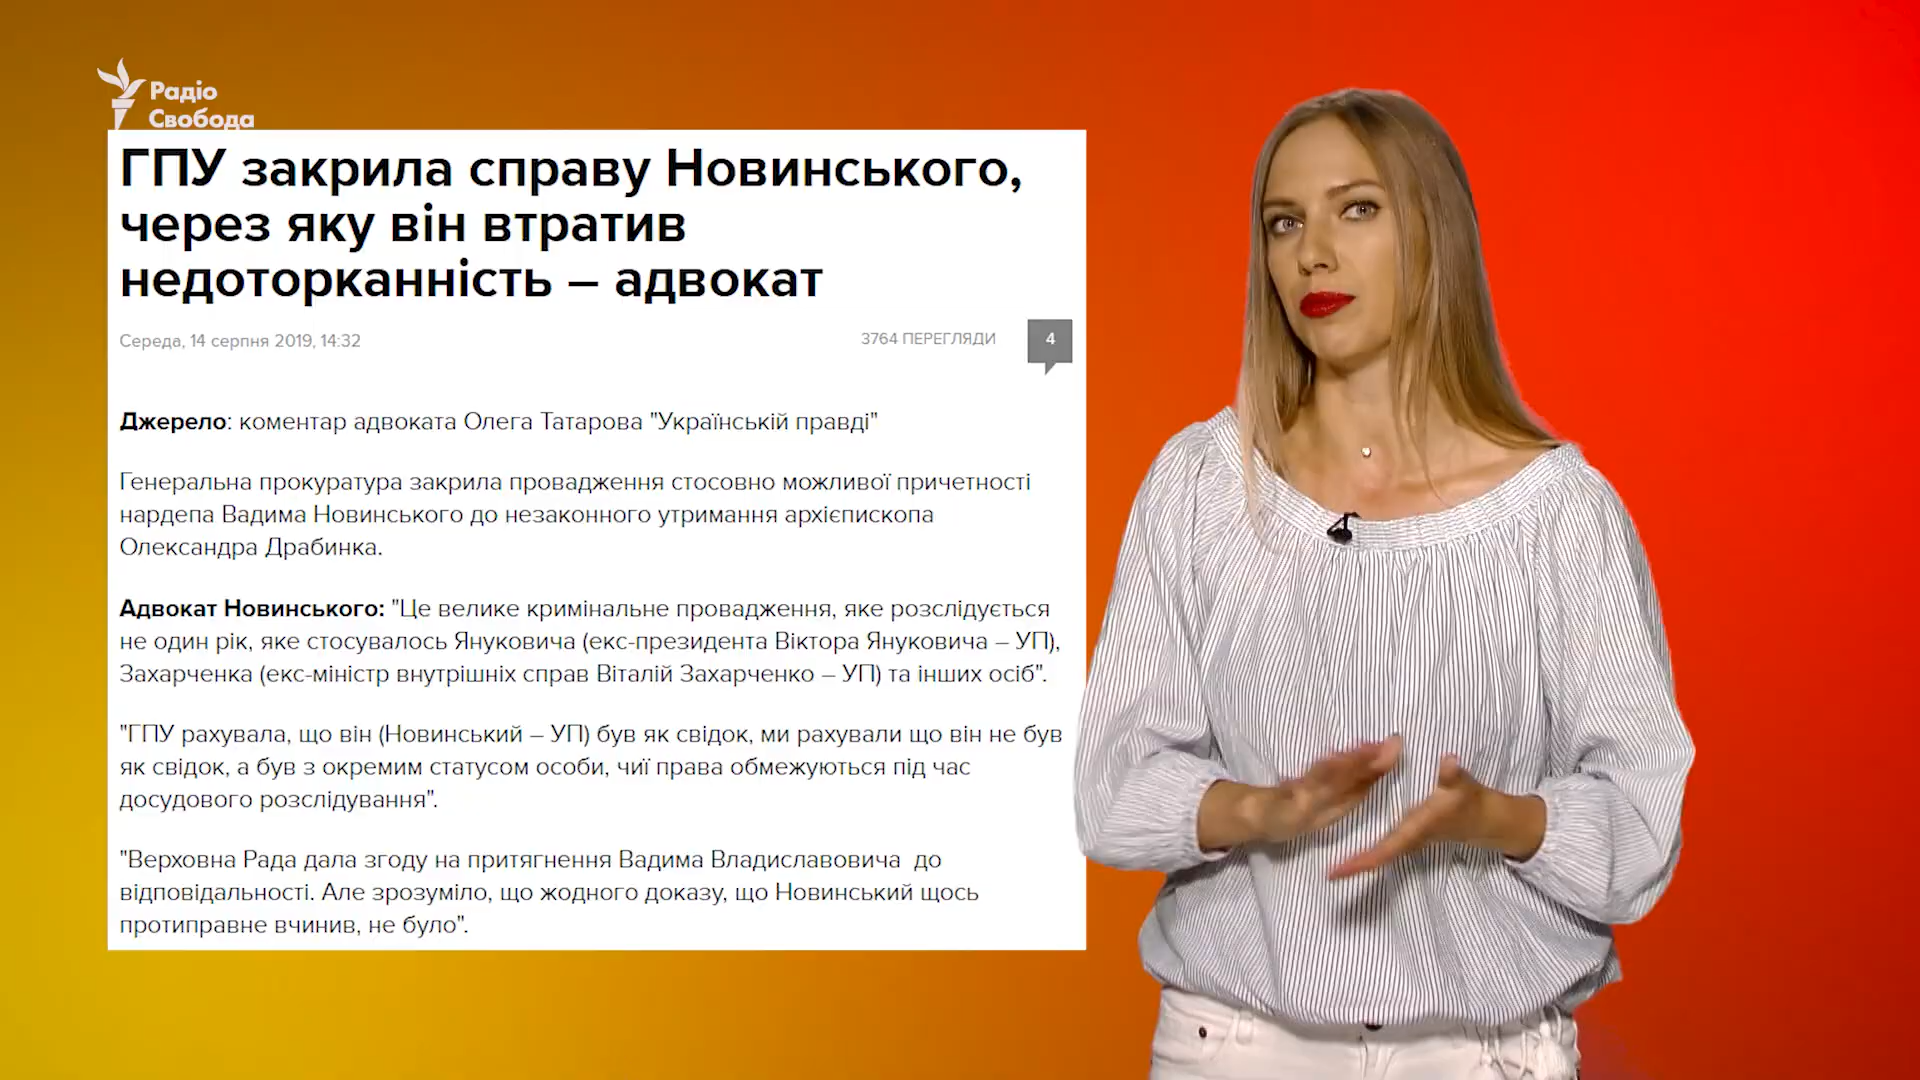 Радіо
Свобода
ГПУ закрила справу Новинського,
через яку він втратив
недоторканність – адвокат
Середа, 14 серпня 2019, 14:32
3764 ПЕРЕГЛЯДИ
4
Джерело: коментар адвоката Олега Татарова "Українській правді"
Генеральна прокуратура закрила провадження стосовно можливої причетності
нардепа Вадима Новинського до незаконного утримання архієпископа
Олександра Драбинка.
Адвокат Новинського: "Це велике кримінальне провадження, яке розслідується
не один рік, яке стосувалось Януковича (екс-президента Віктора Януковича – УП),
Захарченка (екс-міністр внутрішніх справ Віталій Захарченко – УП) та інших осіб".
"ГПУ рахувала, що він (Новинський – УП) був як свідок, ми рахували що він не був
як свідок, а був з окремим статусом особи, чиї права обмежуються під час
досудового розслідування".
"Верховна Рада дала згоду на притягнення Вадима Владиславовича  до
відповідальності. Але зрозуміло, що жодного доказу, що Новинський щось
протиправне вчинив, не було".